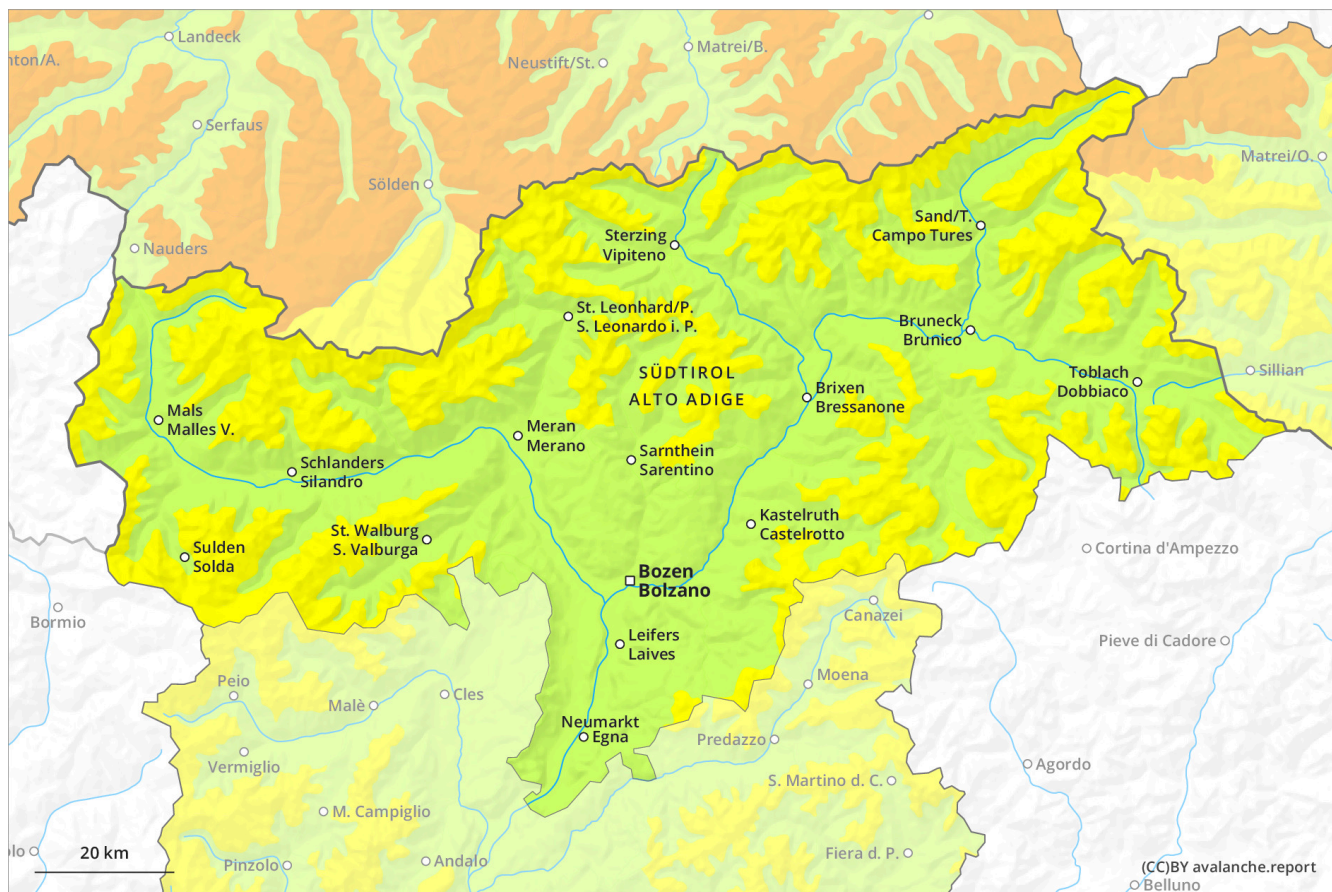 Landeck
nton/A.
Matrei/B.
Neustift/St.
Serfaus
Matrei/O.
Sölden
Sand/T.
Campo Tures
Sterzing
Vipiteno
Nauders
St. Leonhard/P.
S. Leonardo i. P.
Bruneck
Brunico
SÜDTIROL
ALTO ADIGE
Toblach
Dobbiaco
Sillian
Brixen
Bressanone
Mals
Malles V.
Meran
Merano
Sarnthein
Sarentino
Schlanders
Silandro
Kastelruth
Castelrotto
St. Walburg
S. Valburga
Sulden
Solda
Cortina d'Ampezzo
Bozen
Bolzano
Bormio
Canazei
Leifers
Laives
Pieve di Cadore
Peio
Moena
Malè
Cles
Neumarkt
Egna
Predazzo
Vermiglio
Agordo
S. Martino d. C.
M. Campiglio
olo
20 km
Pinzolo
Andalo
Fiera d. P.
(CC)BY avalanche.report
Belluno